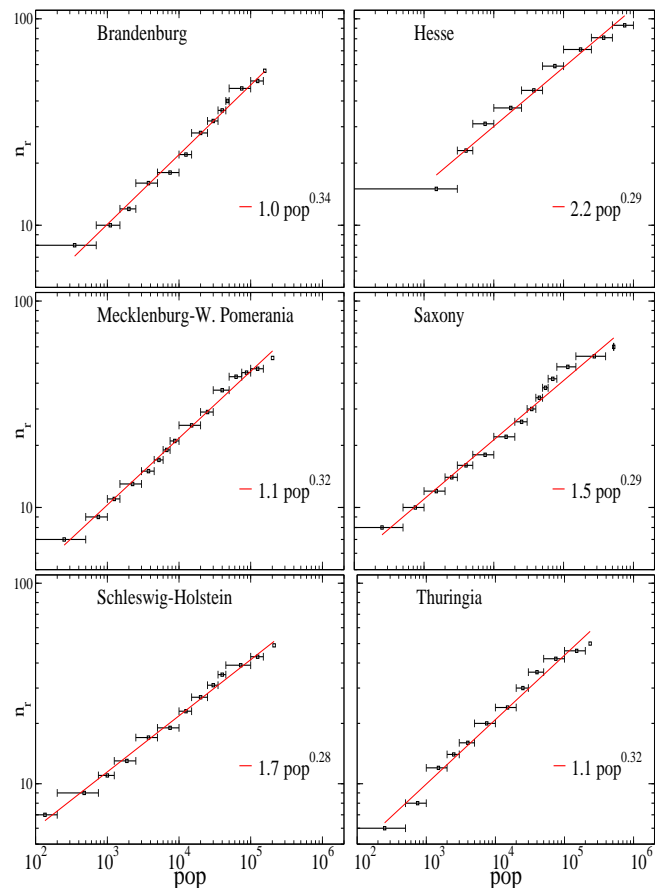 100
Brandenburg
n_r
10
1.0 pop^0.34
Hesse
2.2 pop^0.29
100
Mecklenburg-W. Pomerania
n_r
10
1.1 pop^0.32
Saxony
1.5 pop^0.29
100
Schleswig-Holstein
n_r
10
1.7 pop^0.28
Thuringia
1.1 pop^0.32
10^2 10^3 10^4 10^5 10^6
pop
10^3 10^4 10^5 10^6
pop